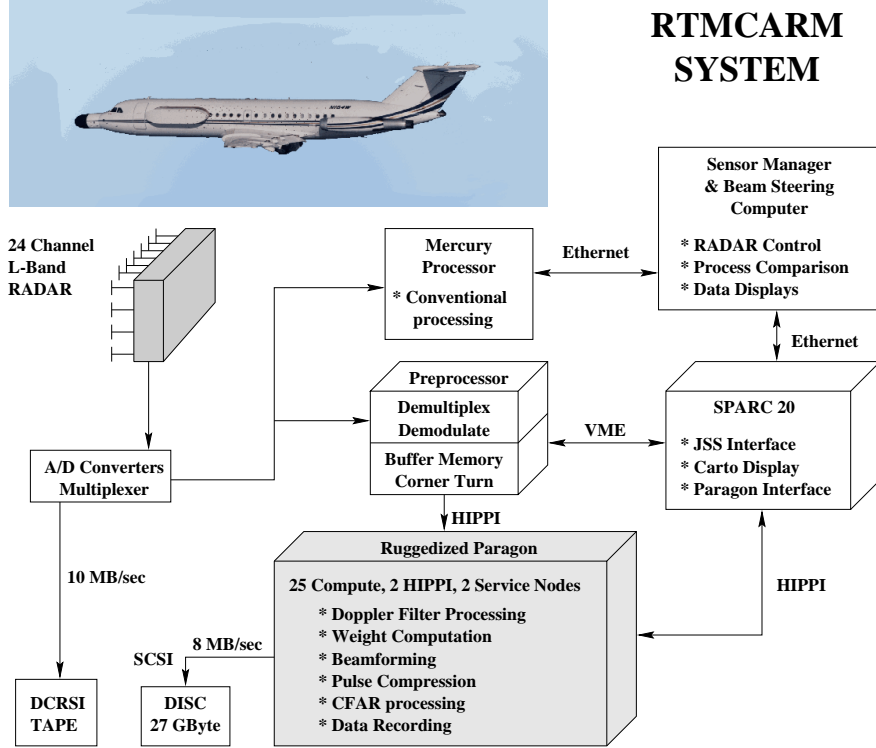 RTMCARM
SYSTEM
N1124W
24 Channel
L-Band
RADAR
Mercury
Processor
* Conventional
processing
Ethernet
Sensor Manager
& Beam Steering
Computer
* RADAR Control
* Process Comparison
* Data Displays
Ethernet
Preprocessor
Demultiplex
Demodulate
Buffer Memory
Corner Turn
VME
SPARC 20
* JSS Interface
* Carto Display
* Paragon Interface
A/D Converters
Multiplexer
HIPPI
Ruggedized Paragon
25 Compute, 2 HIPPI, 2 Service Nodes
* Doppler Filter Processing
* Weight Computation
* Beamforming
* Pulse Compression
* CFAR processing
* Data Recording
HIPPI
10 MB/sec
8 MB/sec
SCSI
DCRSI
TAPE
DISC
27 GByte